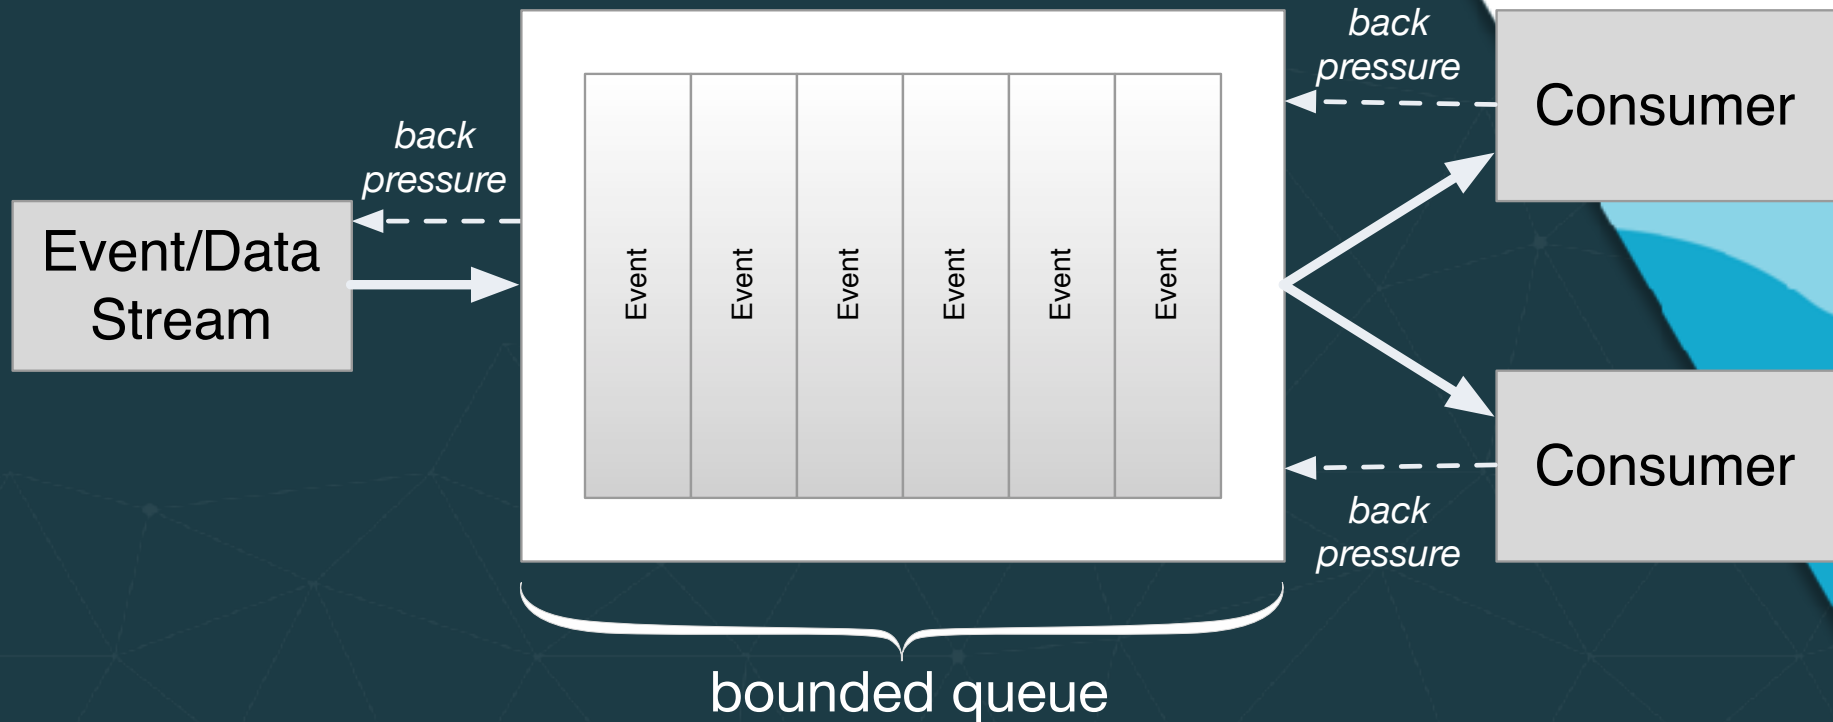 back
pressure
Event/Data
Stream
Event
Event
Event
Event
Event
Event
back
pressure
Consumer
Consumer
back
pressure
bounded queue